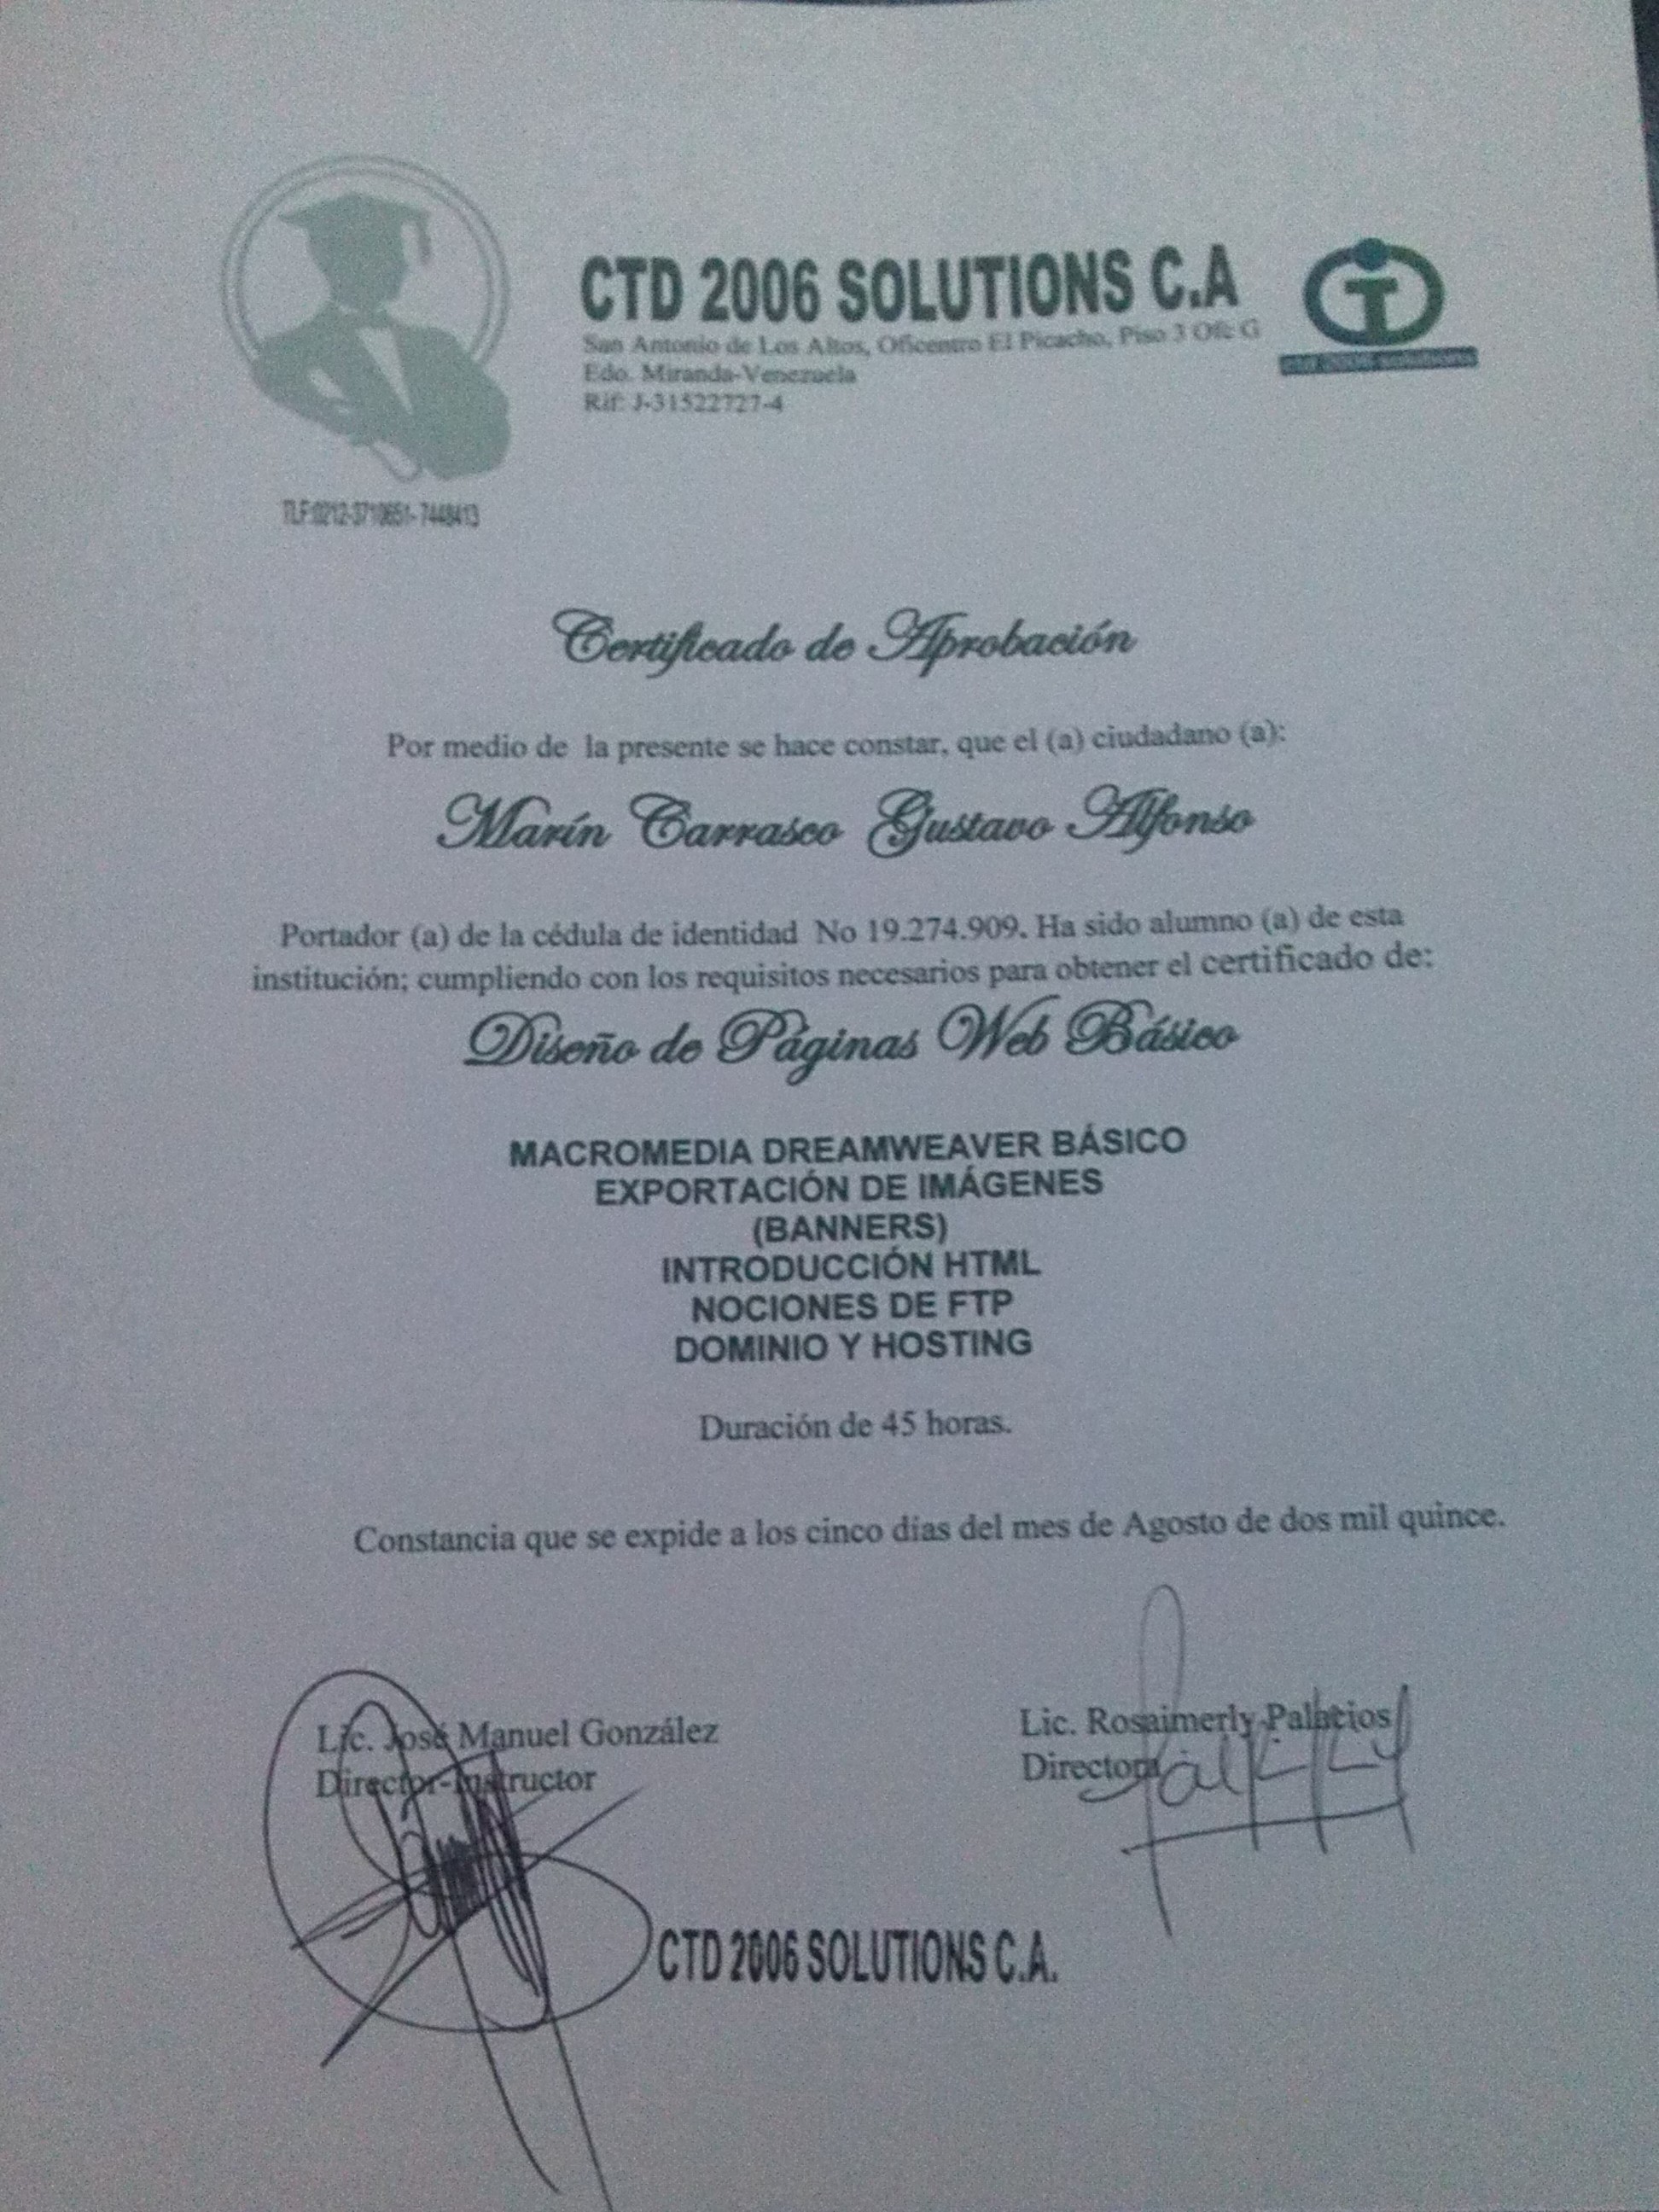 CTD 2006 SOLUTIONS C.A
San Antonio de Los Altos, Oficentro El Picacho, Piso 3 Ofc G
Edo. Miranda-Venezuela
Rif: J-31522727-4
TLF:0212-3710651- 7448413
Certificado de Aprobación
Por medio de la presente se hace constar, que el (a) ciudadano (a):
Marín Carrasco Gustavo Alfonso
Portador (a) de la cédula de identidad No 19.274.909. Ha sido alumno (a) de esta
institución; cumpliendo con los requisitos necesarios para obtener el certificado de:
Diseño de Páginas Web Básico
MACROMEDIA DREAMWEAVER BÁSICO
EXPORTACIÓN DE IMÁGENES
(BANNERS)
INTRODUCCIÓN HTML
NOCIONES DE FTP
DOMINIO Y HOSTING
Duración de 45 horas.
Constancia que se expide a los cinco días del mes de Agosto de dos mil quince.
Lic. José Manuel González
Director-Instructor
Lic. Rosaimerly Palacios
Directora
CTD 2006 SOLUTIONS C.A.